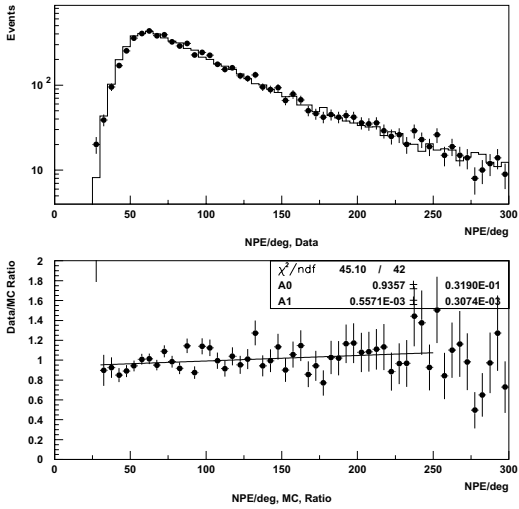 Events
10 2
10
0 50 100 150 200 250 300
NPE/deg
NPE/deg, Data
Data/MC Ratio
2
1.8
1.6
1.4
1.2
1
0.8
0.6
0.4
0.2
0
χ²/ndf 45.10 / 42
A0 0.9357 ± 0.3190E-01
A1 0.5571E-03 ± 0.3074E-03
0 50 100 150 200 250 300
NPE/deg
NPE/deg, MC, Ratio